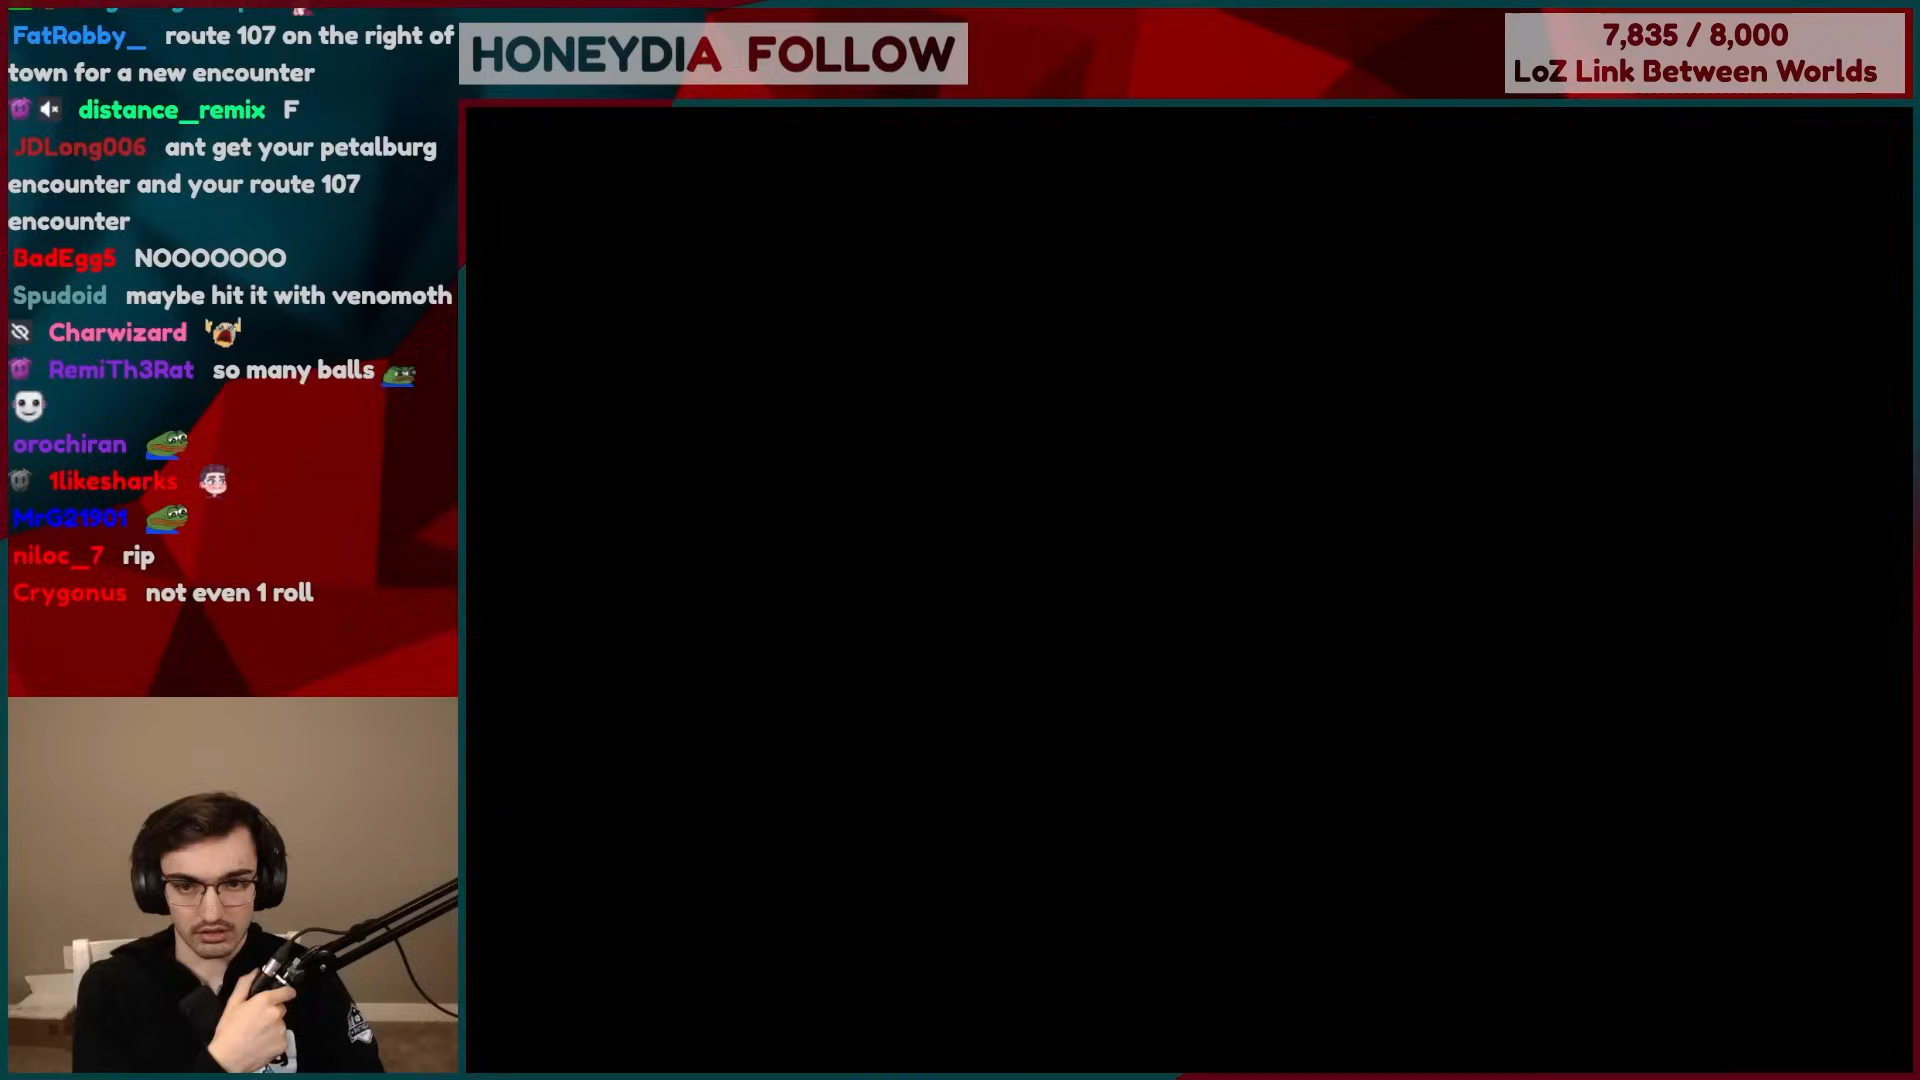 FatRobby_ route 107 on the right of
town for a new encounter
distance_remix F
JDLong006 ant get your petalburg
encounter and your route 107
encounter
BadEgg5 NOOOOOOO
Spudoid maybe hit it with venomoth
Charwizard
RemiTh3Rat so many balls
orochiran
1likesharks
MrG21901
niloc_7 rip
Crygonus not even 1 roll
HONEYDIA FOLLOW
7,835 / 8,000
LoZ Link Between Worlds